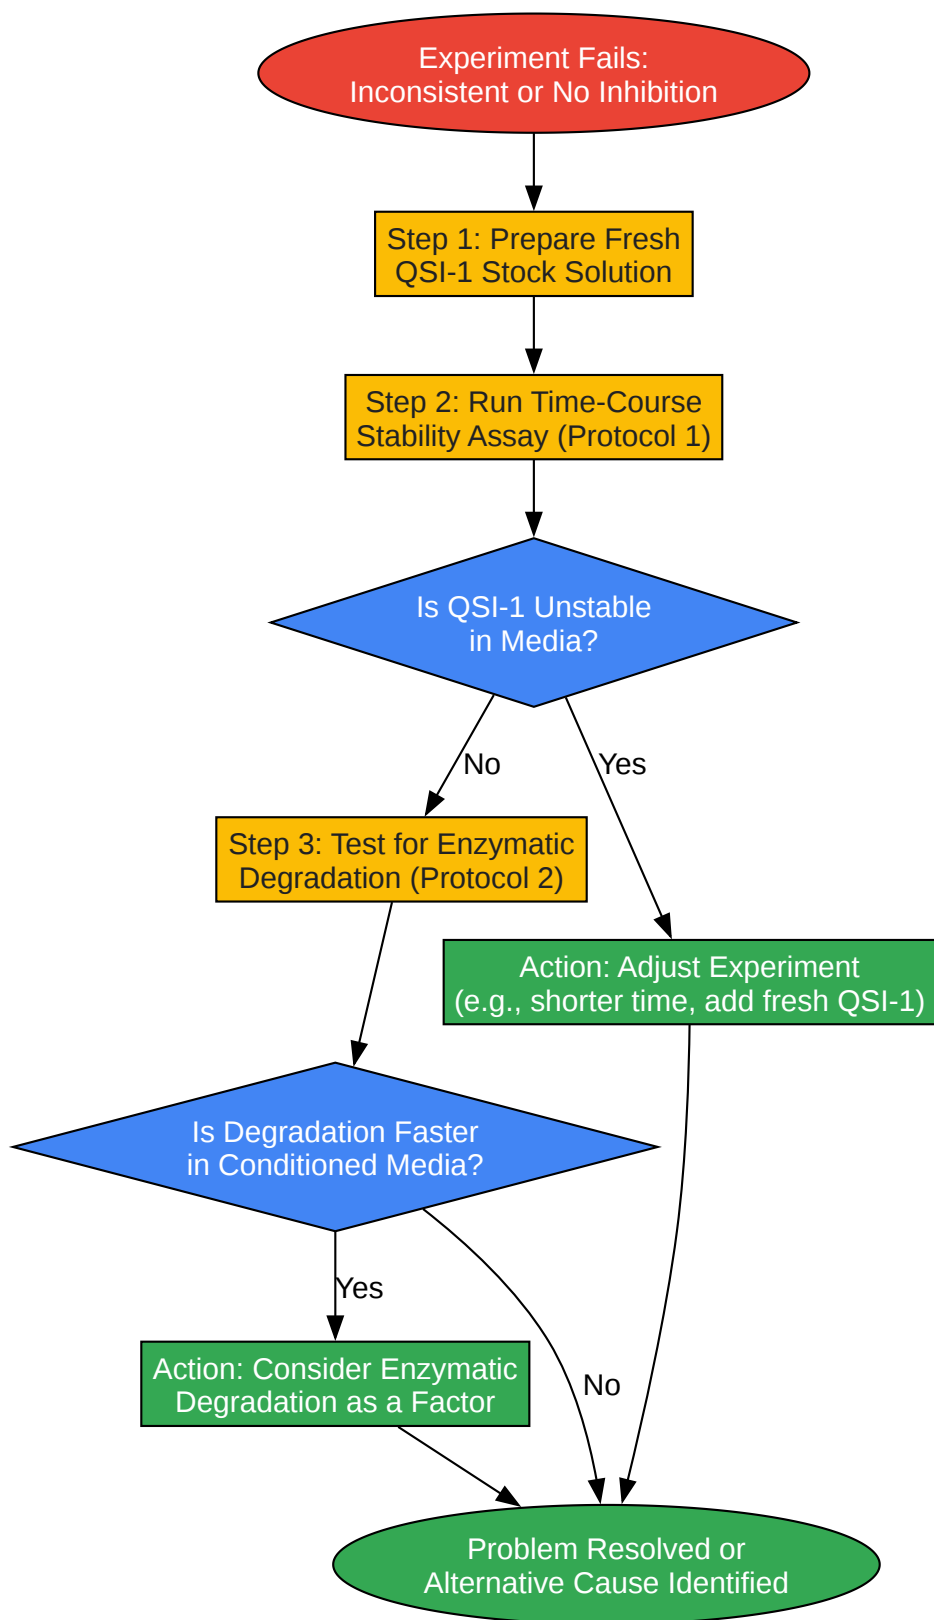 Experiment Fails:
Inconsistent or No Inhibition
Step 1: Prepare Fresh
QSI-1 Stock Solution
Step 2: Run Time-Course
Stability Assay (Protocol 1)
Is QSI-1 Unstable
in Media?
No
Yes
Step 3: Test for Enzymatic
Degradation (Protocol 2)
Action: Adjust Experiment
(e.g., shorter time, add fresh QSI-1)
Is Degradation Faster
in Conditioned Media?
Yes
No
Action: Consider Enzymatic
Degradation as a Factor
Problem Resolved or
Alternative Cause Identified